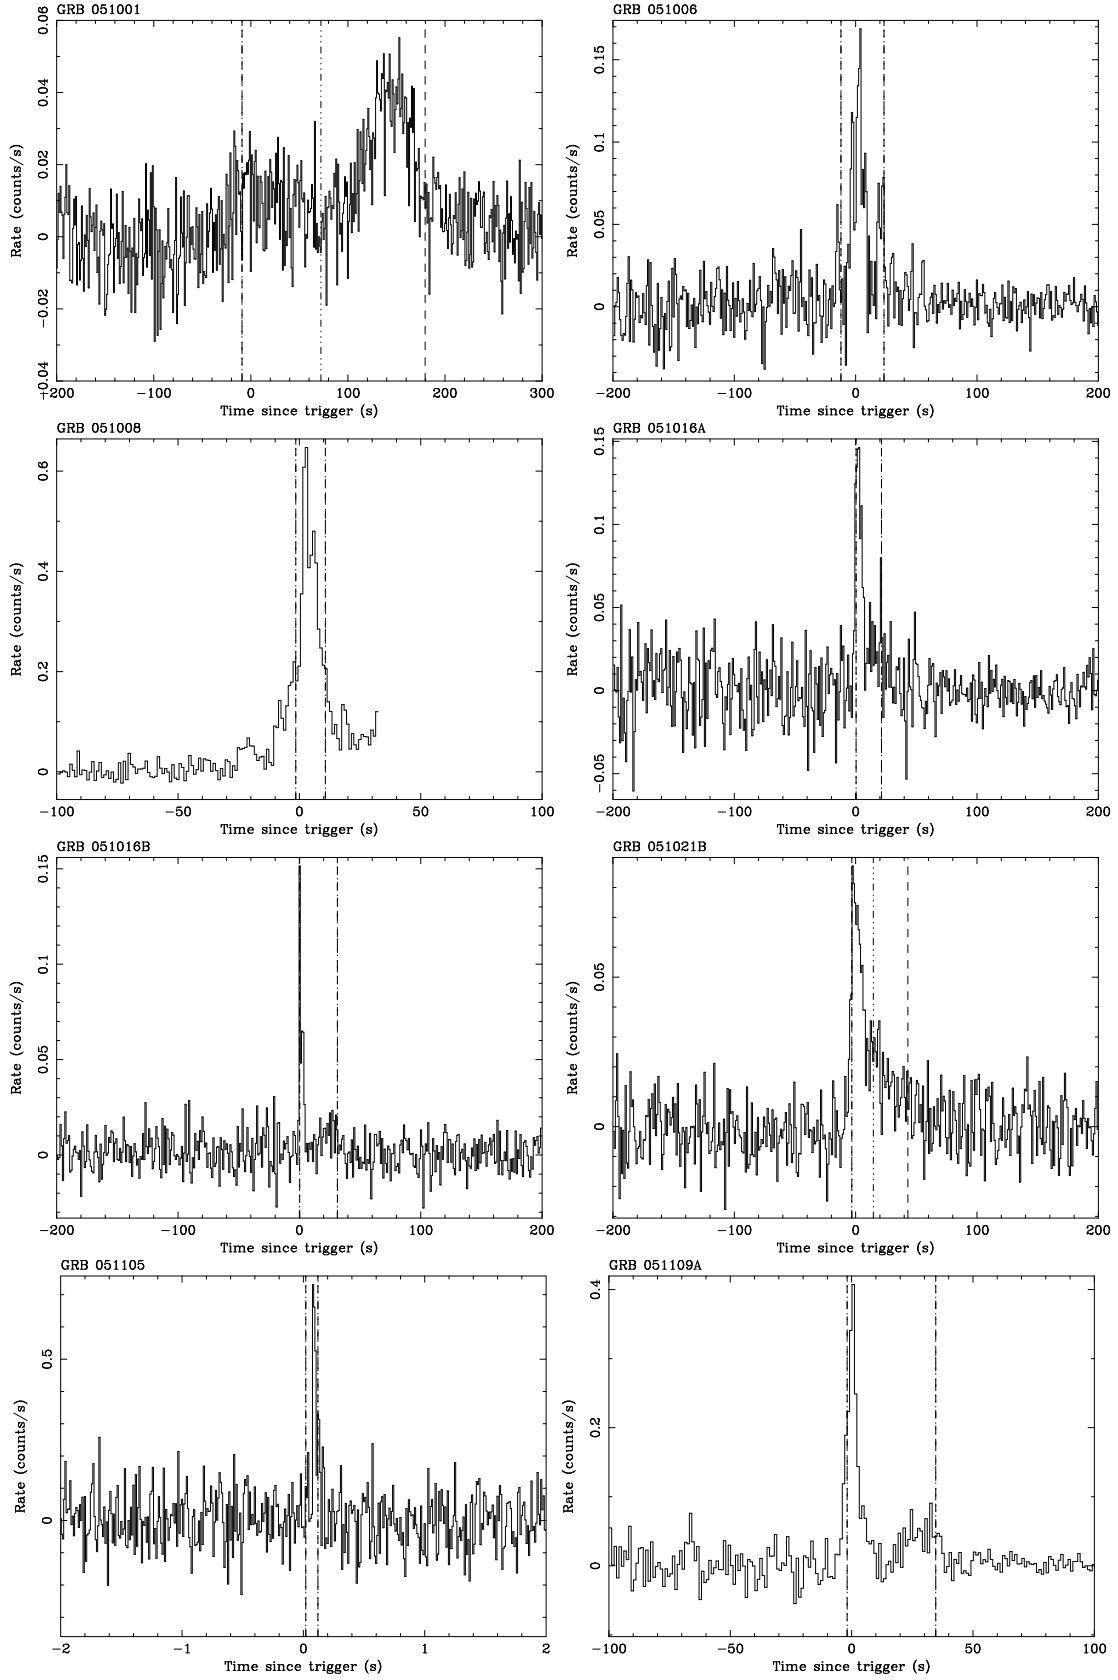 GRB 051001
0.06
0.04
0.02
0
−0.02
−0.04
Rate (counts/s)
−200 −100 0 100 200 300
Time since trigger (s)
GRB 051006
0.15
0.1
0.05
0
Rate (counts/s)
−200 −100 0 100 200
Time since trigger (s)
GRB 051008
0.6
0.4
0.2
0
Rate (counts/s)
−100 −50 0 50 100
Time since trigger (s)
GRB 051016A
0.15
0.1
0.05
0
−0.05
Rate (counts/s)
−200 −100 0 100 200
Time since trigger (s)
GRB 051016B
0.15
0.1
0.05
0
Rate (counts/s)
−200 −100 0 100 200
Time since trigger (s)
GRB 051021B
0.05
0
Rate (counts/s)
−200 −100 0 100 200
Time since trigger (s)
GRB 051105
0.5
0
Rate (counts/s)
−2 −1 0 1 2
Time since trigger (s)
GRB 051109A
0.4
0.2
0
Rate (counts/s)
−100 −50 0 50 100
Time since trigger (s)